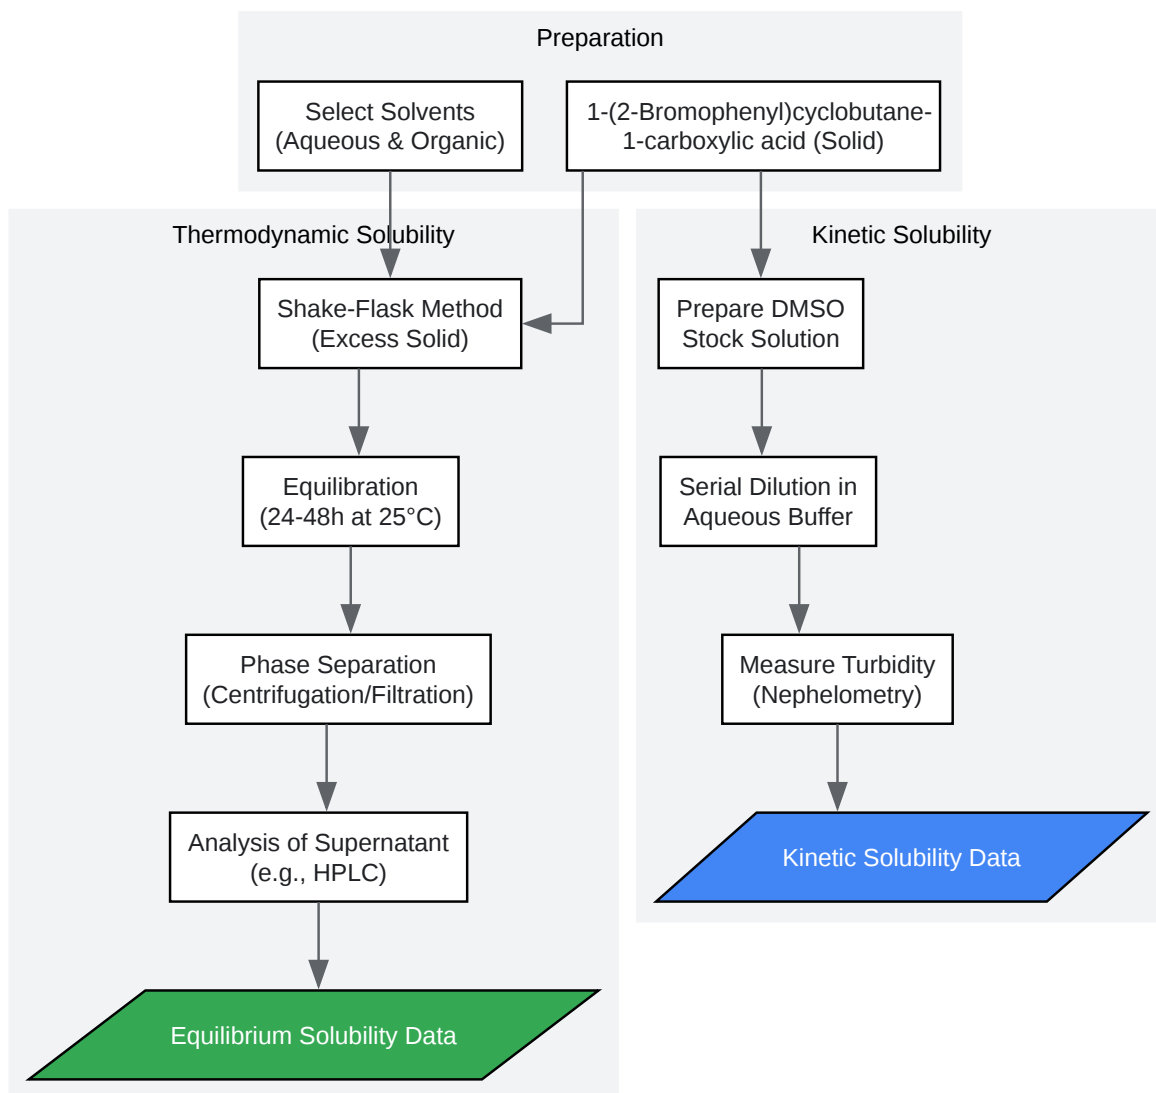 Preparation
Select Solvents
(Aqueous & Organic)
1-(2-Bromophenyl)cyclobutane-
1-carboxylic acid (Solid)
Thermodynamic Solubility
Shake-Flask Method
(Excess Solid)
Equilibration
(24-48h at 25°C)
Phase Separation
(Centrifugation/Filtration)
Analysis of Supernatant
(e.g., HPLC)
Equilibrium Solubility Data
Kinetic Solubility
Prepare DMSO
Stock Solution
Serial Dilution in
Aqueous Buffer
Measure Turbidity
(Nephelometry)
Kinetic Solubility Data